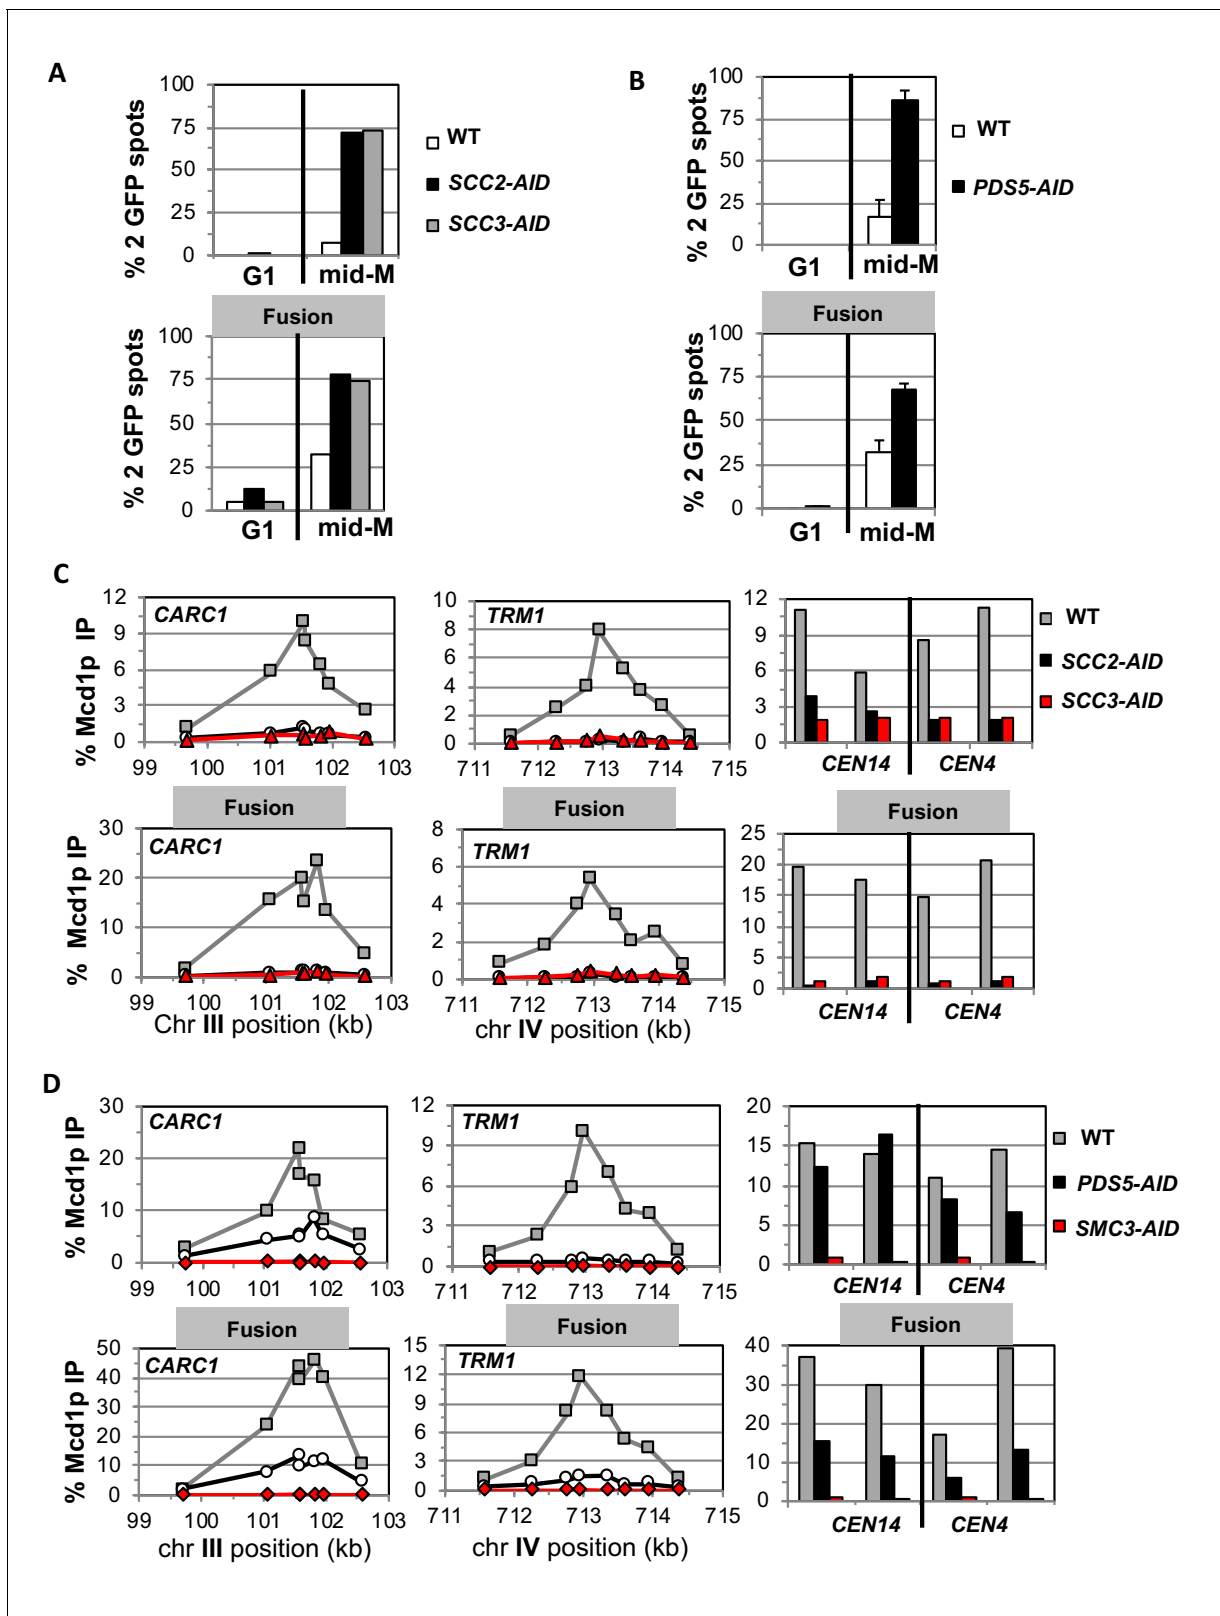 A
% 2 GFP spots
100
75
50
25
0
G1
mid-M
WT
SCC2-AID
SCC3-AID
Fusion
% 2 GFP spots
100
75
50
25
0
G1
mid-M
B
% 2 GFP spots
100
75
50
25
0
G1
mid-M
WT
PDS5-AID
Fusion
% 2 GFP spots
100
75
50
25
0
G1
mid-M
C
% Mcd1p IP
12
9
6
3
0
CARC1
99 100 101 102 103
10
8
6
4
2
0
TRM1
711 712 713 714 715
12
9
6
3
0
CEN14 CEN4
WT
SCC2-AID
SCC3-AID
Fusion
% Mcd1p IP
30
20
10
0
CARC1
99 100 101 102 103
Chr III position (kb)
Fusion
8
6
4
2
0
TRM1
711 712 713 714 715
chr IV position (kb)
Fusion
25
20
15
10
5
0
CEN14 CEN4
D
% Mcd1p IP
30
20
10
0
CARC1
99 100 101 102 103
12
9
6
3
0
TRM1
711 712 713 714 715
20
15
10
5
0
CEN14 CEN4
WT
PDS5-AID
SMC3-AID
Fusion
% Mcd1p IP
50
40
30
20
10
0
CARC1
99 100 101 102 103
chr III position (kb)
Fusion
15
12
9
6
3
0
TRM1
711 712 713 714 715
chr IV position (kb)
Fusion
40
30
20
10
0
CEN14 CEN4